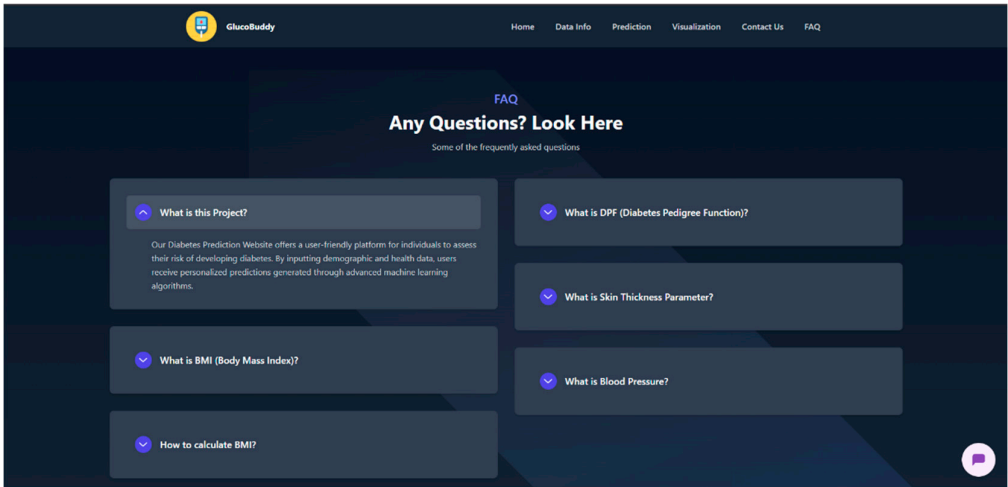 GlucoBuddy
Home Data Info Prediction Visualization Contact Us FAQ
FAQ
Any Questions? Look Here
Some of the frequently asked questions
What is this Project?
Our Diabetes Prediction Website offers a user-friendly platform for individuals to assess
their risk of developing diabetes. By inputting demographic and health data, users
receive personalized predictions generated through advanced machine learning
algorithms.
What is BMI (Body Mass Index)?
How to calculate BMI?
What is DPF (Diabetes Pedigree Function)?
What is Skin Thickness Parameter?
What is Blood Pressure?